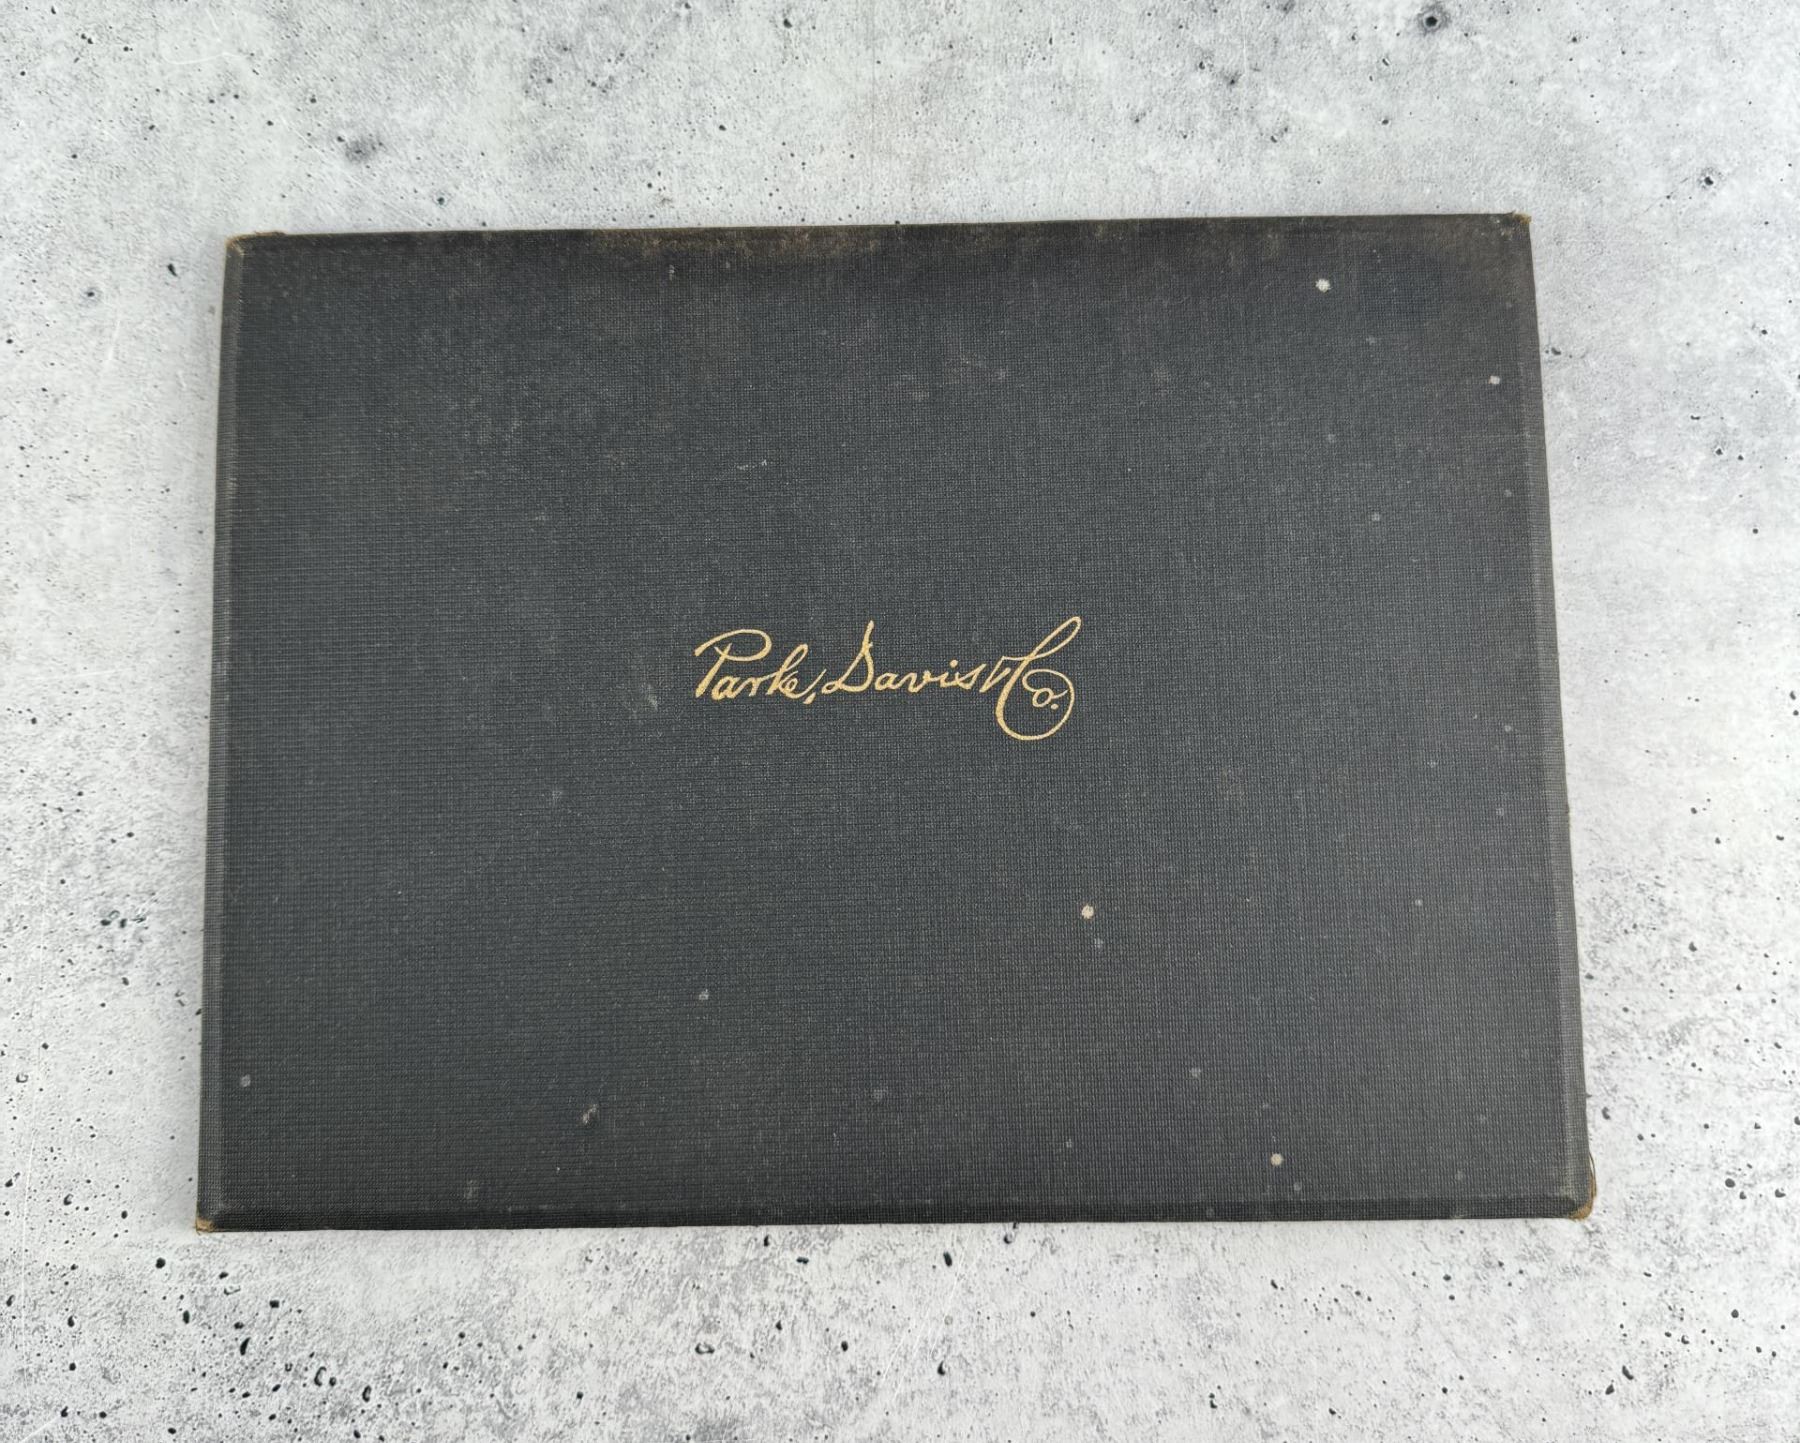 Parke, Davis & Co.